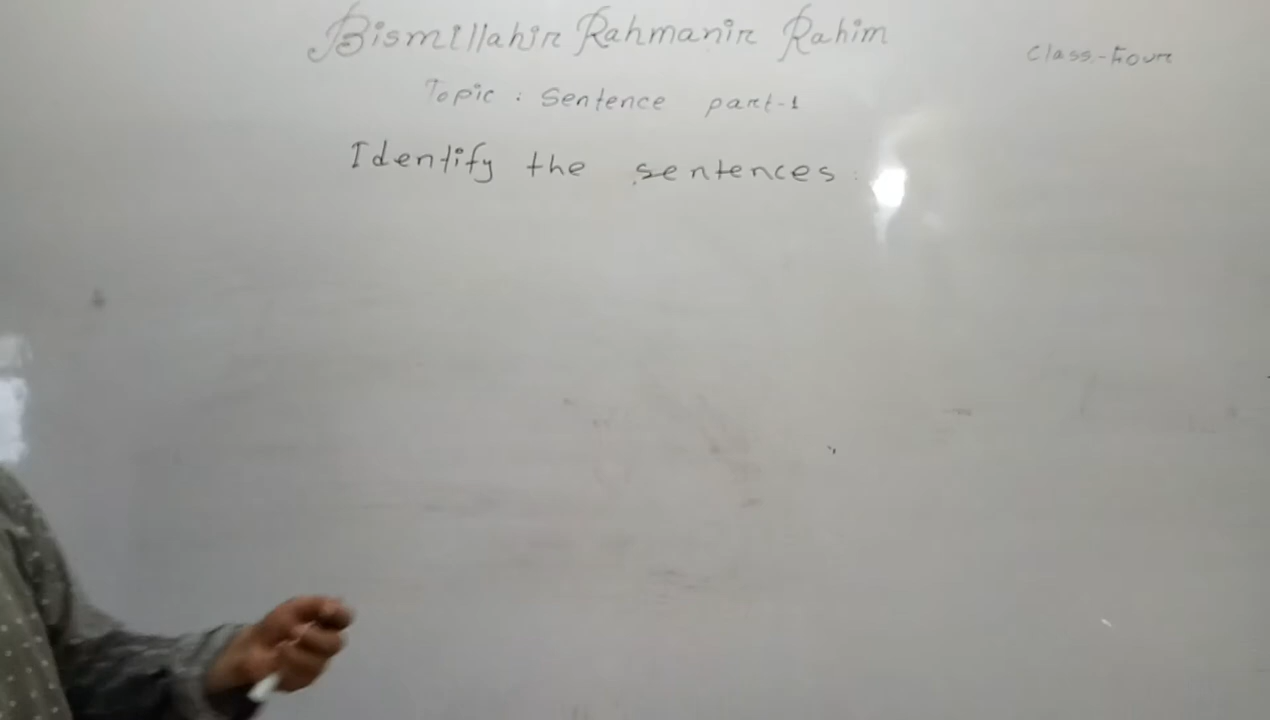 Bismillahir Rahmanir Rahim
Class-Four
Topic : Sentence part-1
Identify the sentences :